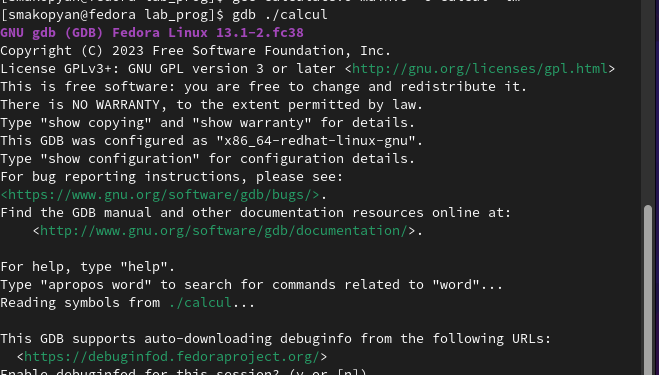 [smakopyan@fedora lab_prog]$ gdb ./calcul
GNU gdb (GDB) Fedora Linux 13.1-2.fc38
Copyright (C) 2023 Free Software Foundation, Inc.
License GPLv3+: GNU GPL version 3 or later <http://gnu.org/licenses/gpl.html>
This is free software: you are free to change and redistribute it.
There is NO WARRANTY, to the extent permitted by law.
Type "show copying" and "show warranty" for details.
This GDB was configured as "x86_64-redhat-linux-gnu".
Type "show configuration" for configuration details.
For bug reporting instructions, please see:
<https://www.gnu.org/software/gdb/bugs/>.
Find the GDB manual and other documentation resources online at:
    <http://www.gnu.org/software/gdb/documentation/>.

For help, type "help".
Type "apropos word" to search for commands related to "word"...
Reading symbols from ./calcul...

This GDB supports auto-downloading debuginfo from the following URLs:
  <https://debuginfod.fedoraproject.org/>
Enable debuginfod for this session? (y or [n])